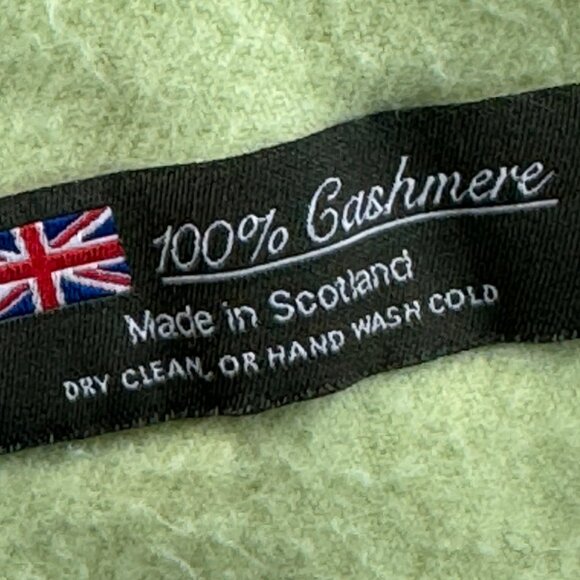 100% Cashmere
Made in Scotland
DRY CLEAN, OR HAND WASH COLD